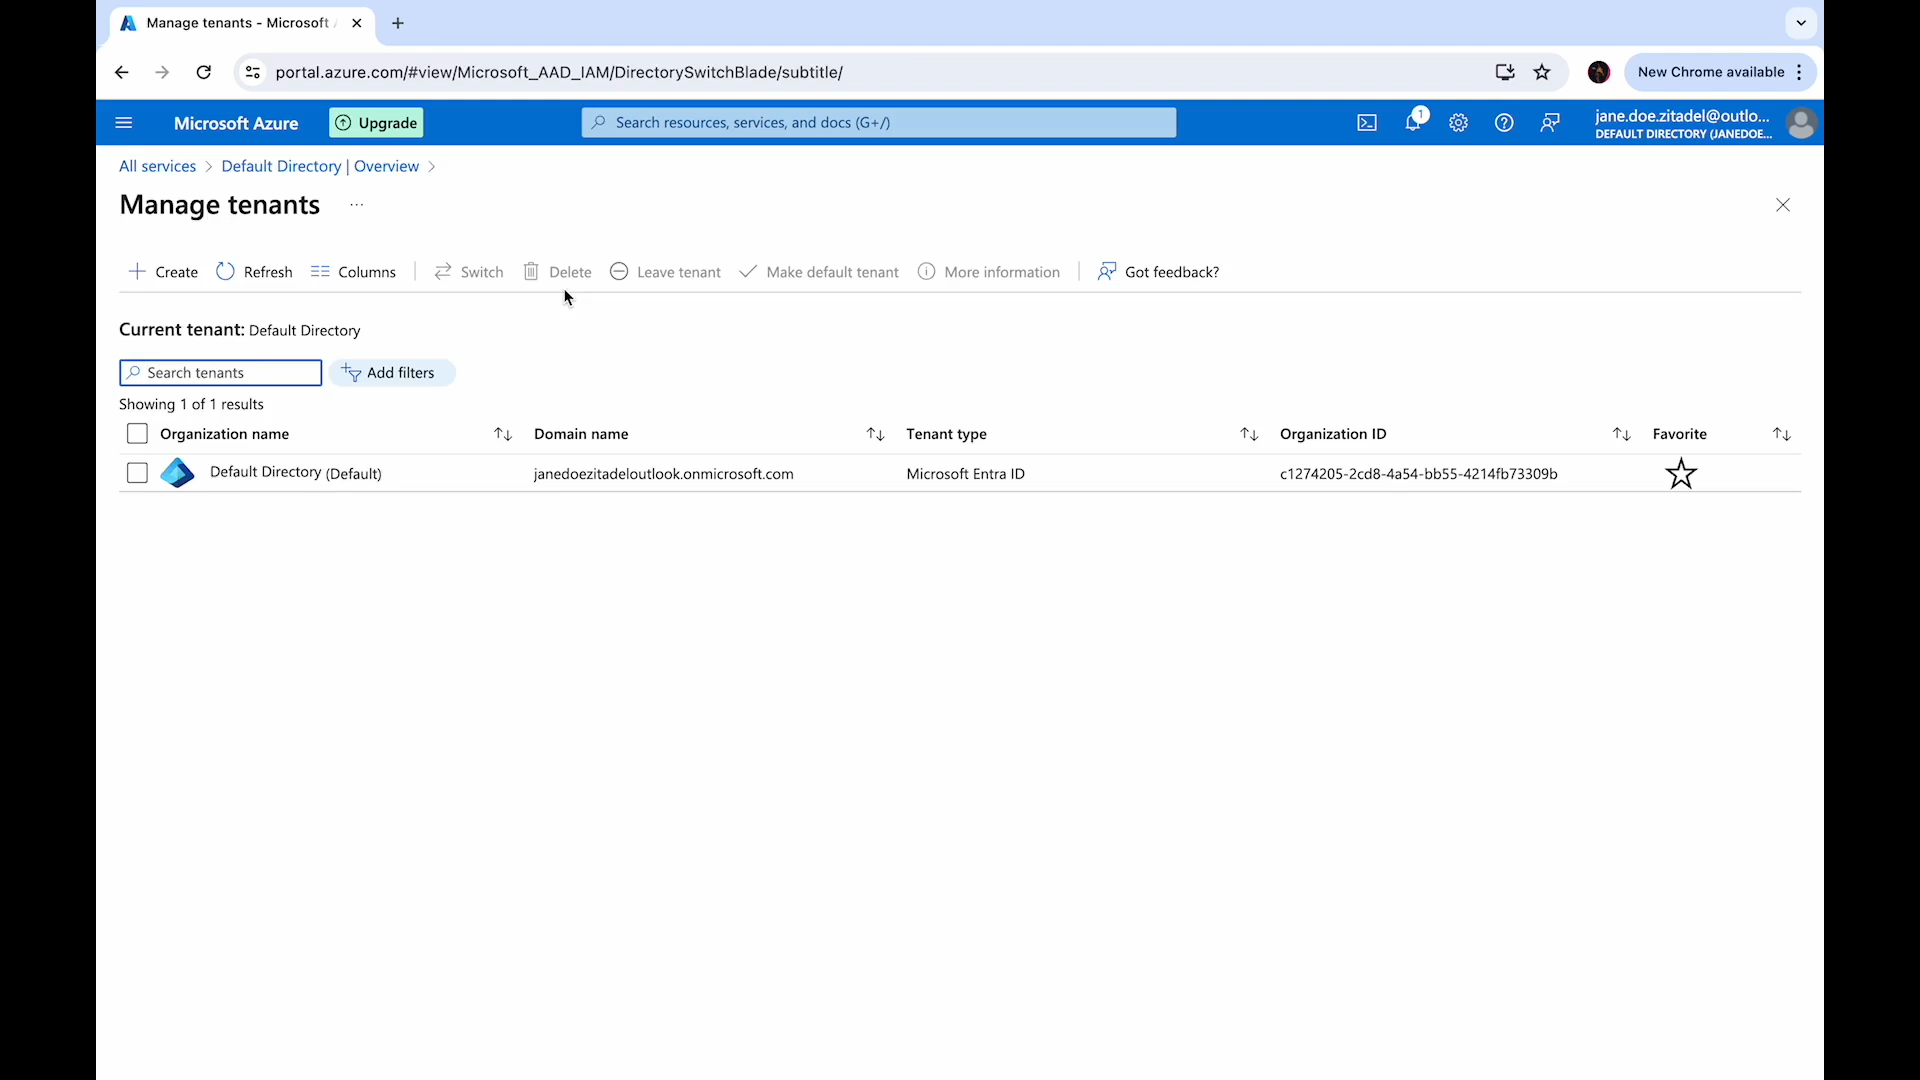 Manage tenants - Microsoft
portal.azure.com/#view/Microsoft_AAD_IAM/DirectorySwitchBlade/subtitle/
New Chrome available
Microsoft Azure
Upgrade
Search resources, services, and docs (G+/)
1
jane.doe.zitadel@outlo...
DEFAULT DIRECTORY (JANEDOE...
All services > Default Directory | Overview >
Manage tenants ...
Create Refresh Columns Switch Delete Leave tenant Make default tenant More information Got feedback?
Current tenant: Default Directory
Search tenants Add filters
Showing 1 of 1 results
Organization name Domain name Tenant type Organization ID Favorite
Default Directory (Default) janedoezitadeloutlook.onmicrosoft.com Microsoft Entra ID c1274205-2cd8-4a54-bb55-4214fb73309b